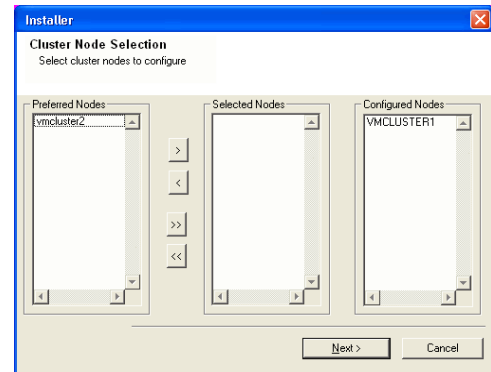 Installer
Cluster Node Selection
Select cluster nodes to configure
Preferred Nodes
vmcluster2
>
<
>>
<<
Selected Nodes
Configured Nodes
VMCLUSTER1
Next >
Cancel